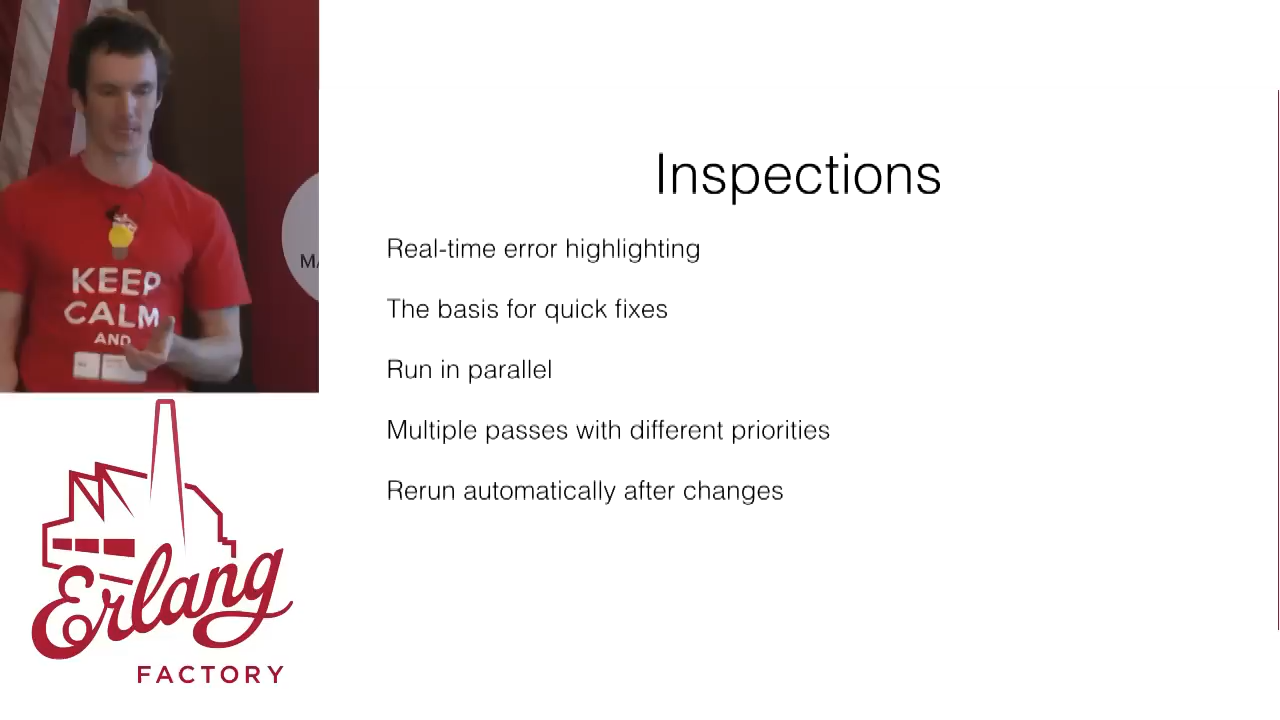 Inspections
Real-time error highlighting
The basis for quick fixes
Run in parallel
Multiple passes with different priorities
Rerun automatically after changes
KEEP
CALM
AND
Erlang
FACTORY